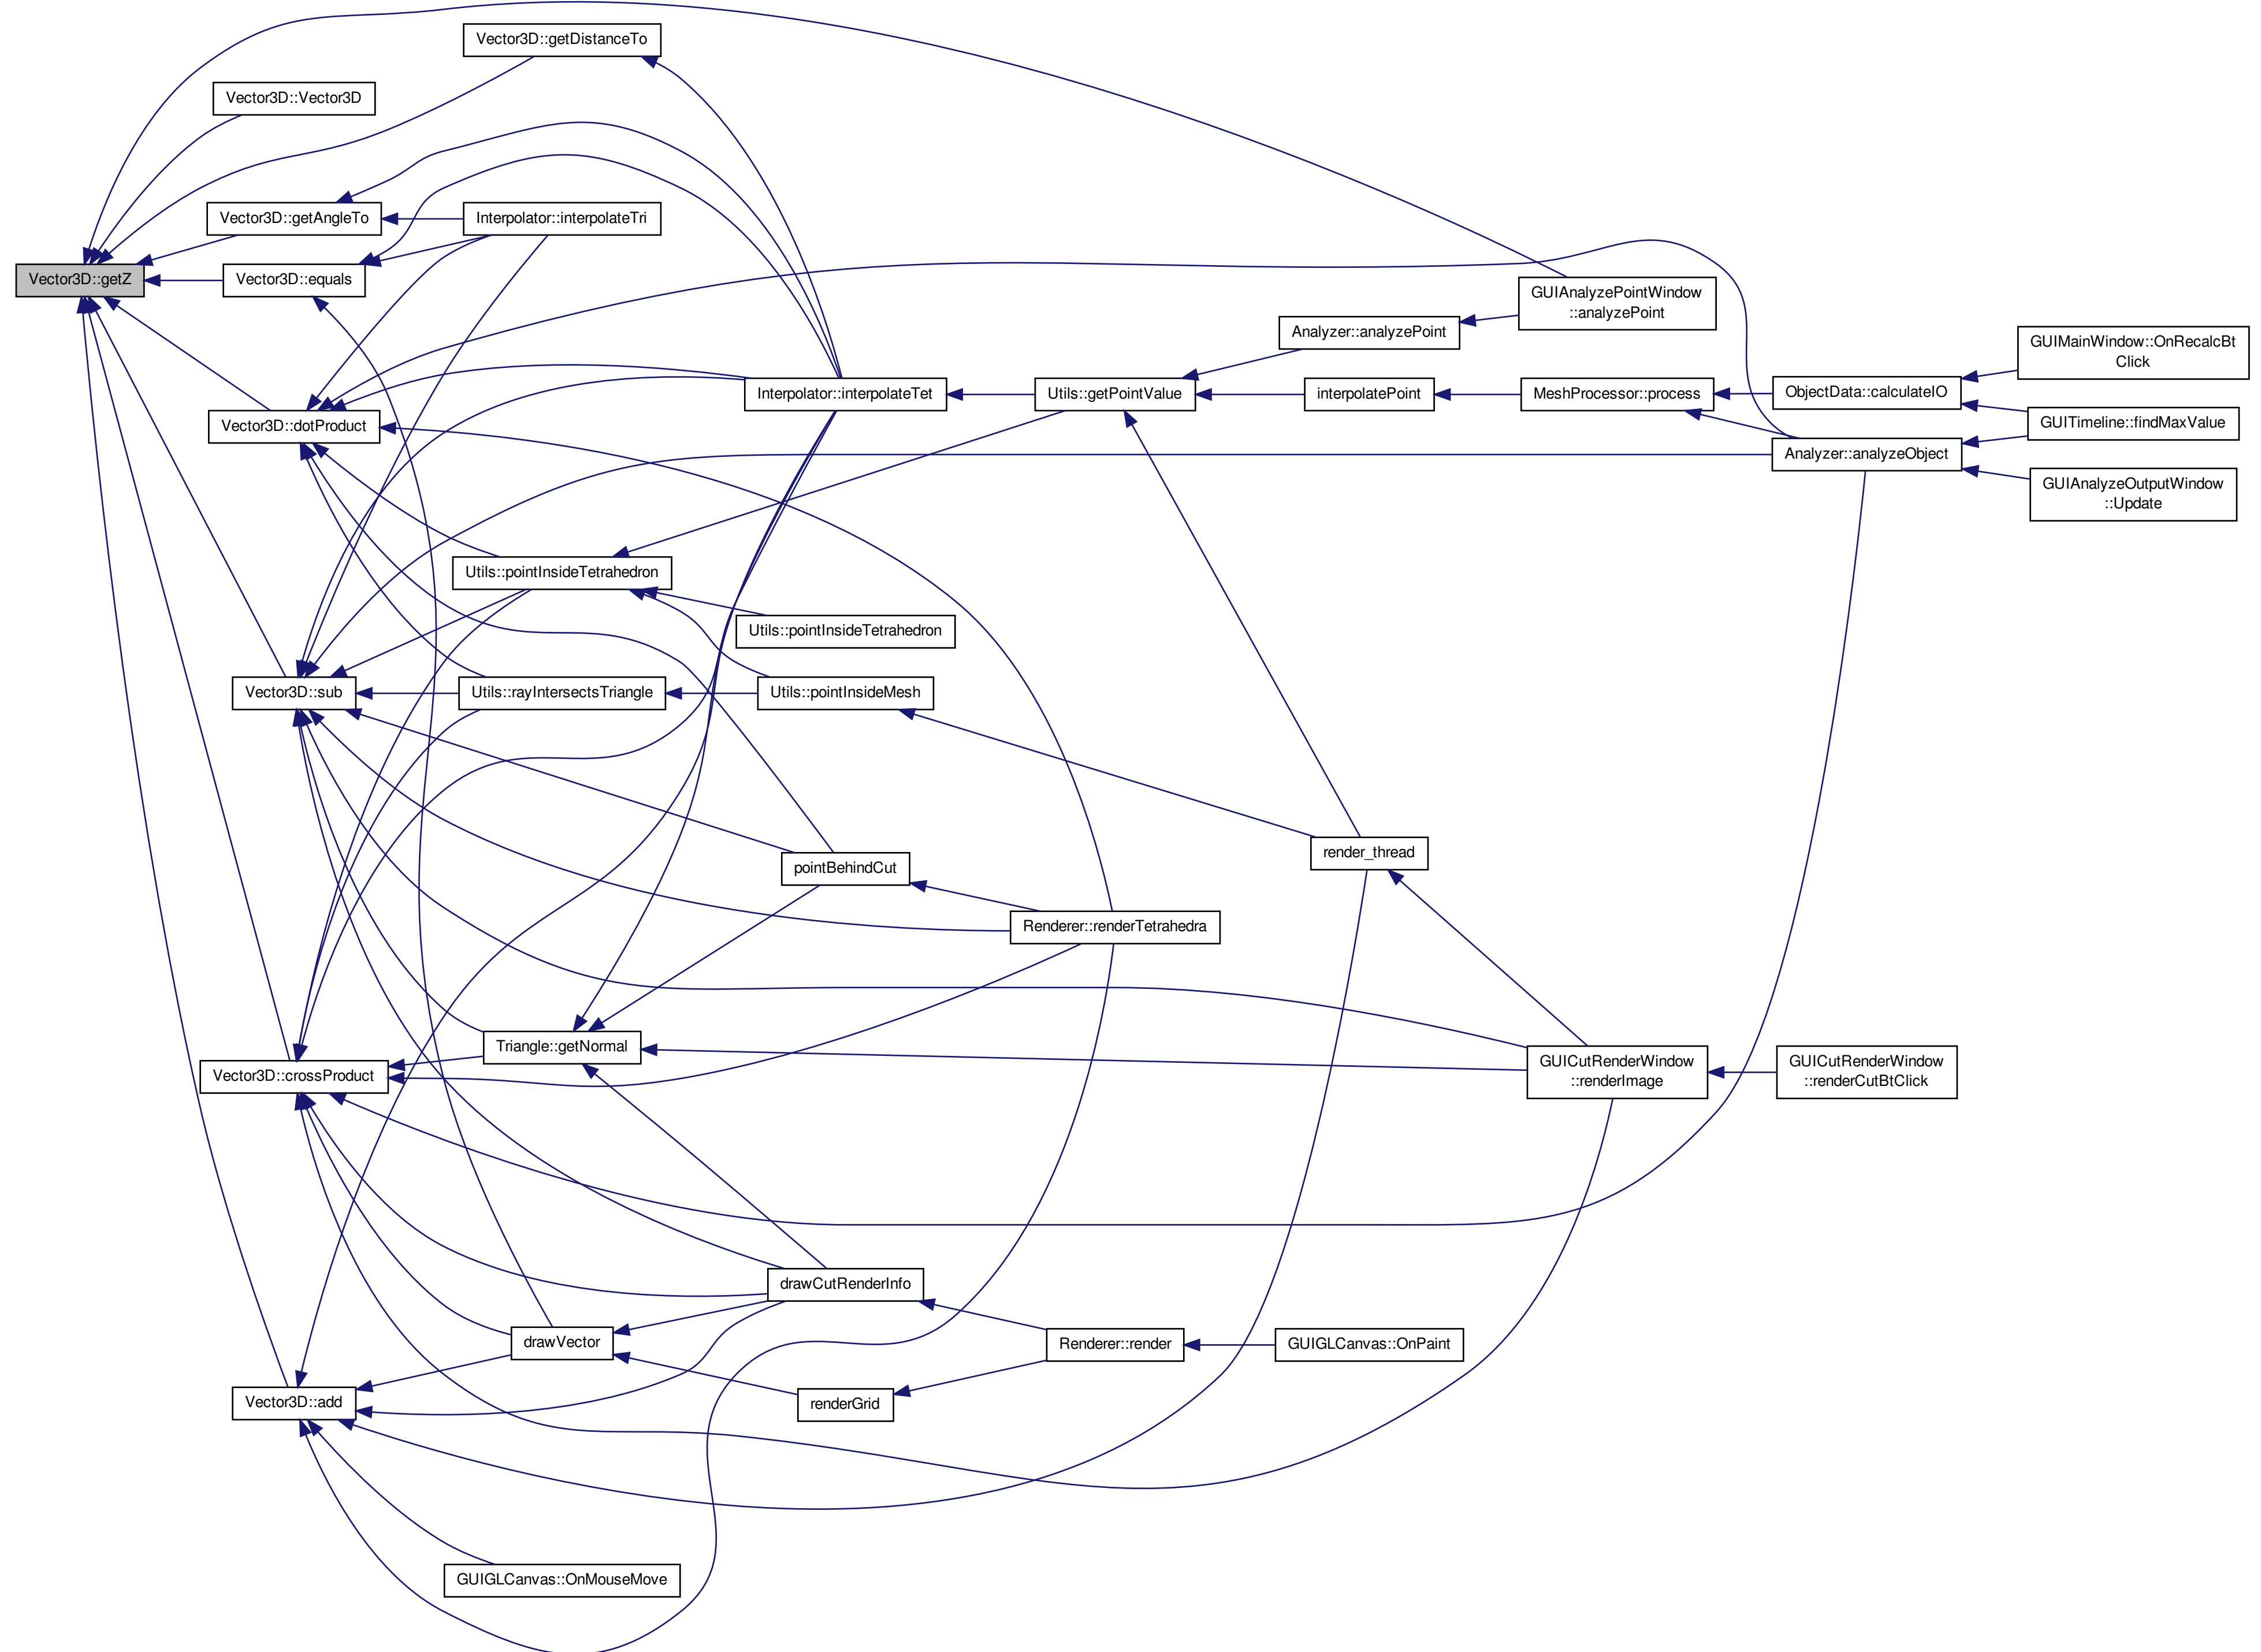 Vector3D::getDistanceTo
Vector3D::Vector3D
Vector3D::getAngleTo
Interpolator::interpolateTri
Vector3D::getZ
Vector3D::equals
GUIAnalyzePointWindow
::analyzePoint
Analyzer::analyzePoint
GUIMainWindow::OnRecalcBt
Click
Interpolator::interpolateTet
Utils::getPointValue
interpolatePoint
MeshProcessor::process
ObjectData::calculateIO
Vector3D::dotProduct
GUITimeline::findMaxValue
Analyzer::analyzeObject
GUIAnalyzeOutputWindow
::Update
Utils::pointInsideTetrahedron
Utils::pointInsideTetrahedron
Vector3D::sub
Utils::rayIntersectsTriangle
Utils::pointInsideMesh
render_thread
pointBehindCut
Renderer::renderTetrahedra
Triangle::getNormal
Vector3D::crossProduct
GUICutRenderWindow
::renderImage
GUICutRenderWindow
::renderCutBtClick
drawCutRenderInfo
drawVector
Renderer::render
GUIGLCanvas::OnPaint
Vector3D::add
renderGrid
GUIGLCanvas::OnMouseMove